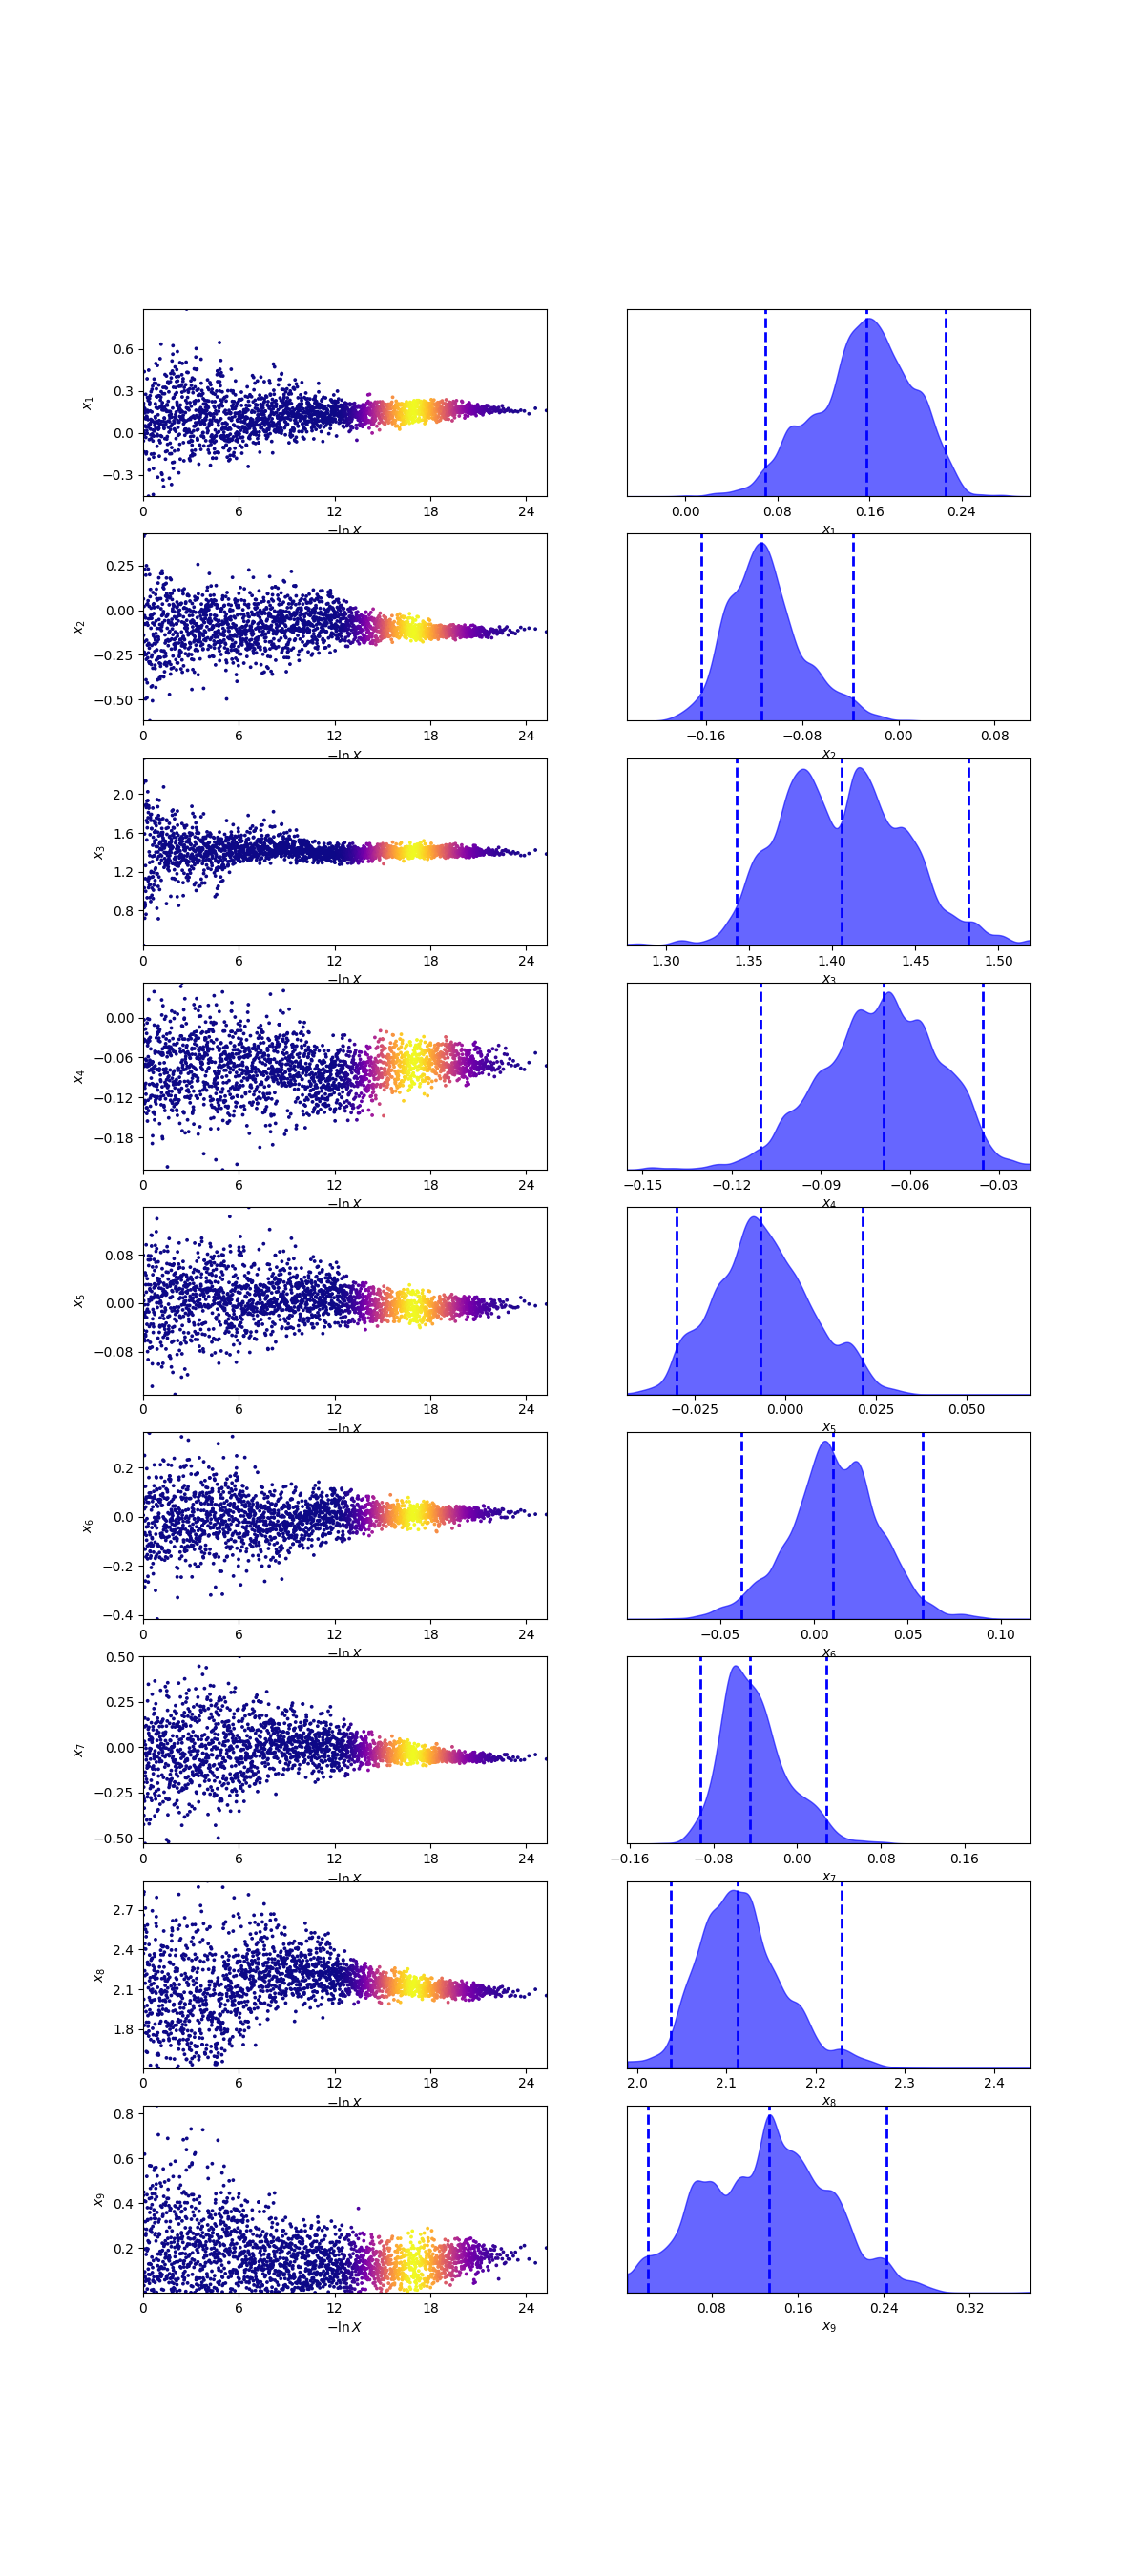 0.6
0.3
0.0
−0.3
x₁
0 6 12 18 24
−ln X
0.00 0.08 0.16 0.24
x₁
0.25
0.00
−0.25
−0.50
x₂
0 6 12 18 24
−ln X
−0.16 −0.08 0.00 0.08
x₂
2.0
1.6
1.2
0.8
x₃
0 6 12 18 24
−ln X
1.30 1.35 1.40 1.45 1.50
x₃
0.00
−0.06
−0.12
−0.18
x₄
0 6 12 18 24
−ln X
−0.15 −0.12 −0.09 −0.06 −0.03
x₄
0.08
0.00
−0.08
x₅
0 6 12 18 24
−ln X
−0.025 0.000 0.025 0.050
x₅
0.2
0.0
−0.2
−0.4
x₆
0 6 12 18 24
−ln X
−0.05 0.00 0.05 0.10
x₆
0.50
0.25
0.00
−0.25
−0.50
x₇
0 6 12 18 24
−ln X
−0.16 −0.08 0.00 0.08 0.16
x₇
2.7
2.4
2.1
1.8
x₈
0 6 12 18 24
−ln X
2.0 2.1 2.2 2.3 2.4
x₈
0.8
0.6
0.4
0.2
x₉
0 6 12 18 24
−ln X
0.08 0.16 0.24 0.32
x₉